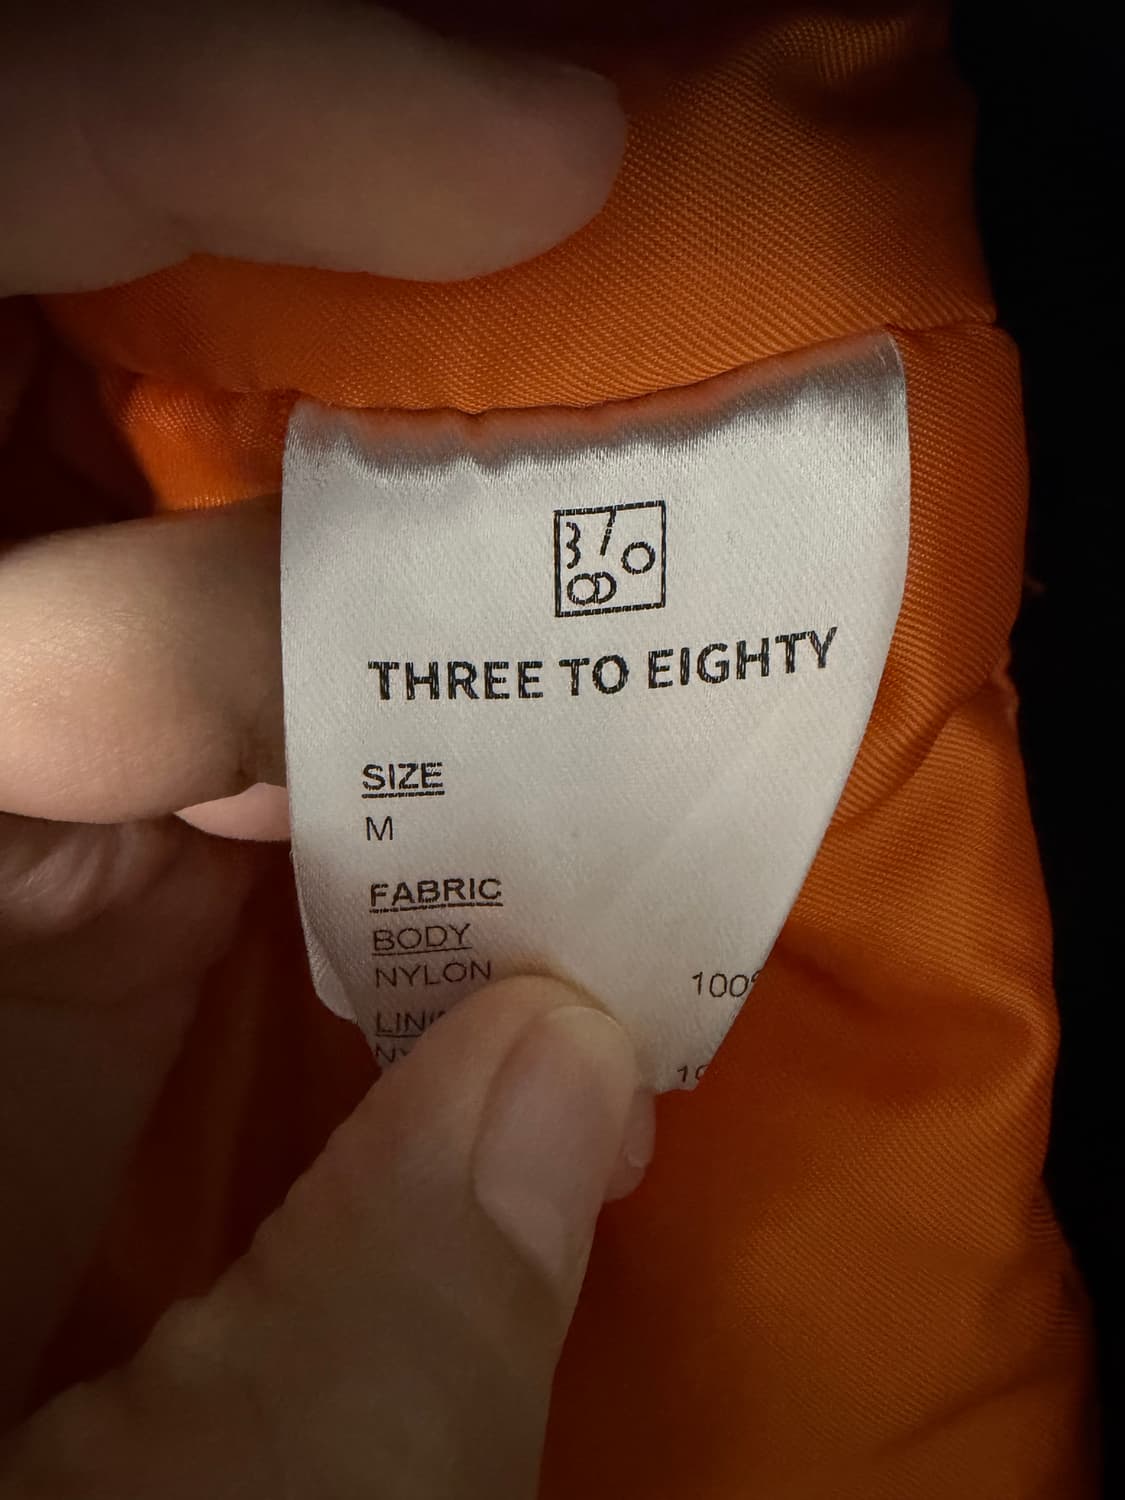 THREE TO EIGHTY
SIZE
M
FABRIC
BODY
NYLON